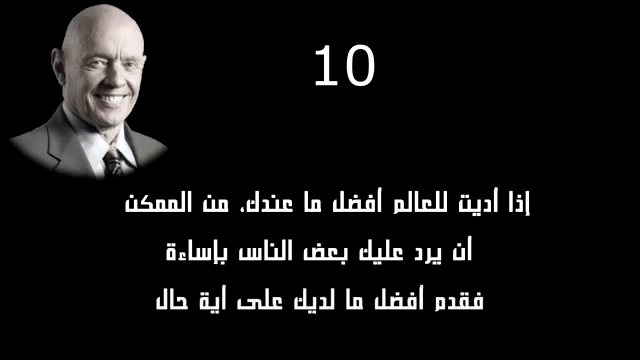 10
إذا أديت للعالم أفضل ما عندك، من الممكن
أن يرد عليك بعض الناس بإساءة
فقدم أفضل ما لديك على أية حال